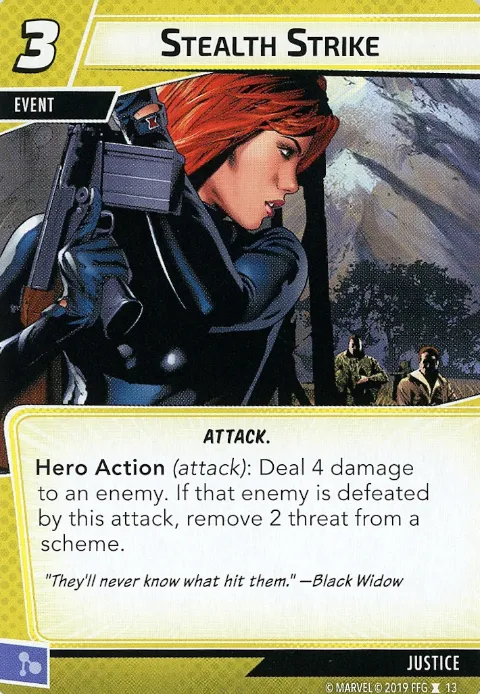 3
STEALTH STRIKE
EVENT
ATTACK.
Hero Action (attack): Deal 4 damage
to an enemy. If that enemy is defeated
by this attack, remove 2 threat from a
scheme.
"They'll never know what hit them." —Black Widow
JUSTICE
© MARVEL © 2019 FFG 13